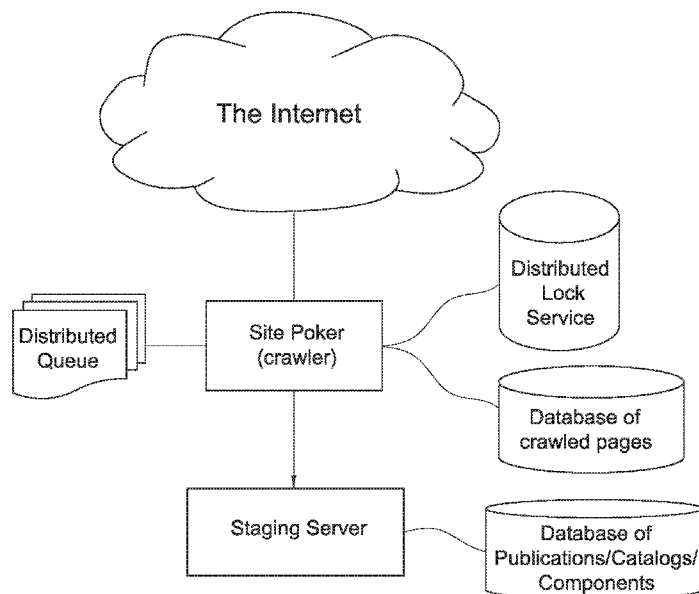 The Internet
Distributed
Lock
Service
Distributed
Queue
Site Poker
(crawler)
Database of
crawled pages
Staging Server
Database of
Publications/Catalogs/
Components